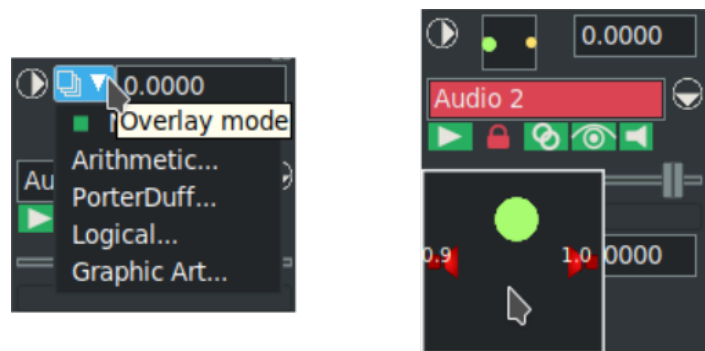 0.0000
Overlay mode
Arithmetic...
Au
PorterDuff...
Logical...
Graphic Art...
0.0000
Audio 2
0.9
1.0
0000